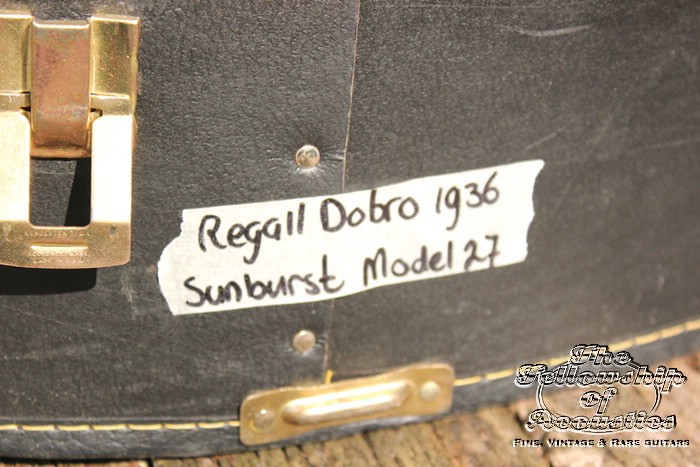 Regall Dobro 1936
Sunburst Model 27
The
Fellowship
of
Acoustics
Fine, Vintage & Rare guitars